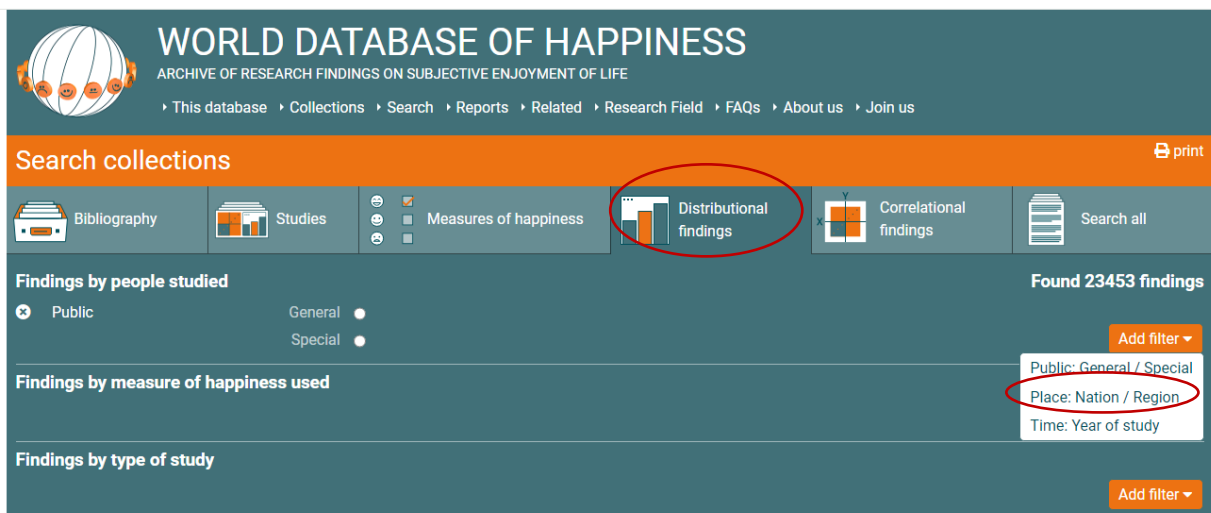 WORLD DATABASE OF HAPPINESS
ARCHIVE OF RESEARCH FINDINGS ON SUBJECTIVE ENJOYMENT OF LIFE
This database Collections Search Reports Related Research Field FAQs About us Join us
Search collections
print
Bibliography
Studies
Measures of happiness
Distributional
findings
Y
X
Correlational
findings
Search all
Findings by people studied
Found 23453 findings
Public
General
Special
Add filter
Public: General / Special
Place: Nation / Region
Time: Year of study
Findings by measure of happiness used
Findings by type of study
Add filter